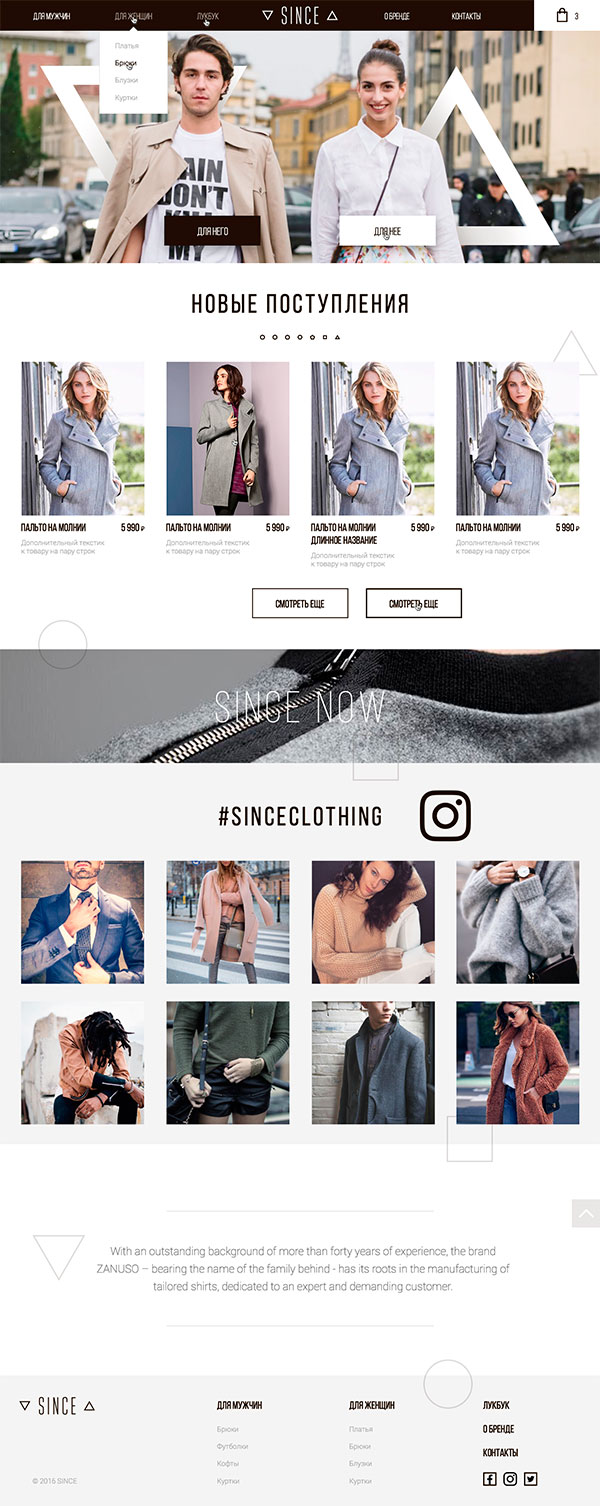 ДЛЯ МУЖЧИН ДЛЯ ЖЕНЩИН ЛУКБУК SINCE О БРЕНДЕ КОНТАКТЫ 3
Платья
Брюки
Блузки
Куртки
DON'T
MY
ДЛЯ НЕГО ДЛЯ НЕЕ
НОВЫЕ ПОСТУПЛЕНИЯ
ПАЛЬТО НА МОЛНИИ 5 990 ₽
Дополнительный текстик
к товару на пару строк
ПАЛЬТО НА МОЛНИИ 5 990 ₽
Дополнительный текстик
к товару на пару строк
ПАЛЬТО НА МОЛНИИ 5 990 ₽
ДЛИННОЕ НАЗВАНИЕ
Дополнительный текстик
к товару на пару строк
ПАЛЬТО НА МОЛНИИ 5 990 ₽
Дополнительный текстик
к товару на пару строк
СМОТРЕТЬ ЕЩЕ СМОТРЕТЬ ЕЩЕ
SINCE NOW
#SINCECLOTHING
With an outstanding background of more than forty years of experience, the brand
ZANUSO – bearing the name of the family behind - has its roots in the manufacturing of
tailored shirts, dedicated to an expert and demanding customer.
SINCE
© 2016 SINCE
ДЛЯ МУЖЧИН
Брюки
Футболки
Кофты
Куртки
ДЛЯ ЖЕНЩИН
Платья
Брюки
Блузки
Куртки
ЛУКБУК
О БРЕНДЕ
КОНТАКТЫ